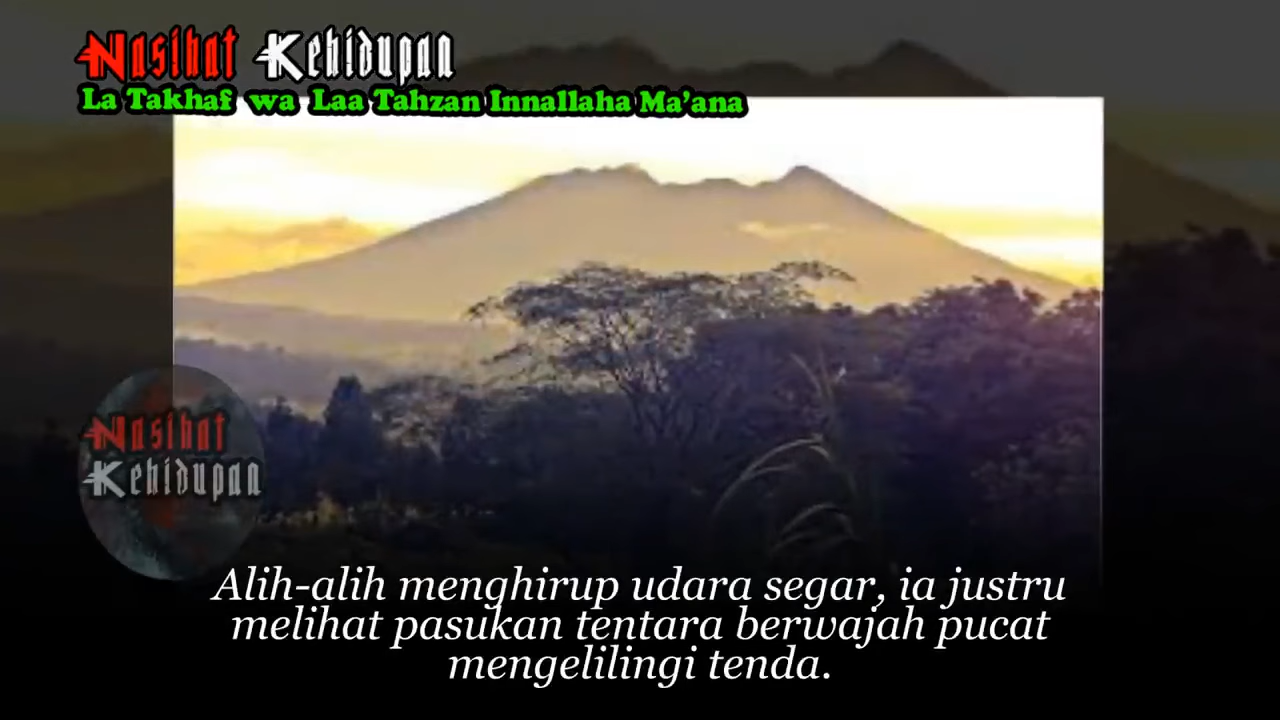 Nasihat Kehidupan
La Takhaf wa Laa Tahzan Innallaha Ma'ana
Nasihat
Kehidupan
Alih-alih menghirup udara segar, ia justru
melihat pasukan tentara berwajah pucat
mengelilingi tenda.